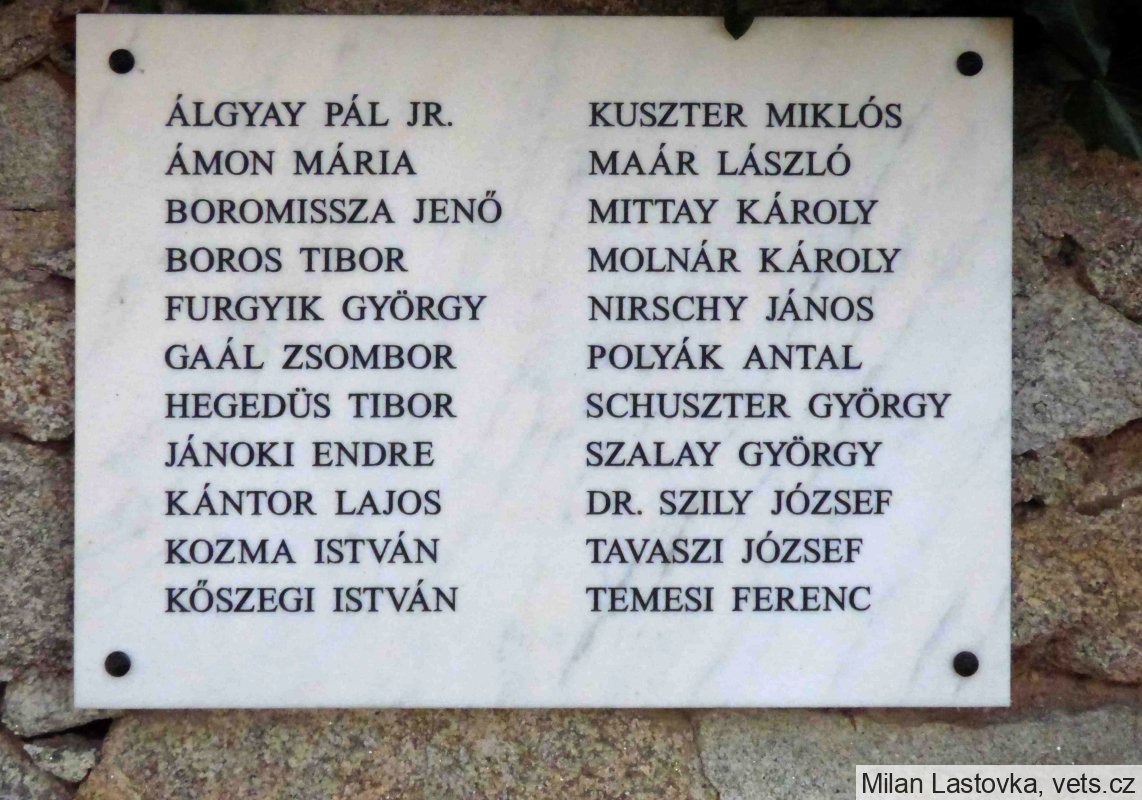 ÁLGYAY PÁL JR.
ÁMON MÁRIA
BOROMISSZA JENŐ
BOROS TIBOR
FURGYIK GYÖRGY
GAÁL ZSOMBOR
HEGEDÜS TIBOR
JÁNOKI ENDRE
KÁNTOR LAJOS
KOZMA ISTVÁN
KŐSZEGI ISTVÁN
KUSZTER MIKLÓS
MAÁR LÁSZLÓ
MITTAY KÁROLY
MOLNÁR KÁROLY
NIRSCHY JÁNOS
POLYÁK ANTAL
SCHUSZTER GYÖRGY
SZALAY GYÖRGY
DR. SZILY JÓZSEF
TAVASZI JÓZSEF
TEMESI FERENC
Milan Lastovka, vets.cz